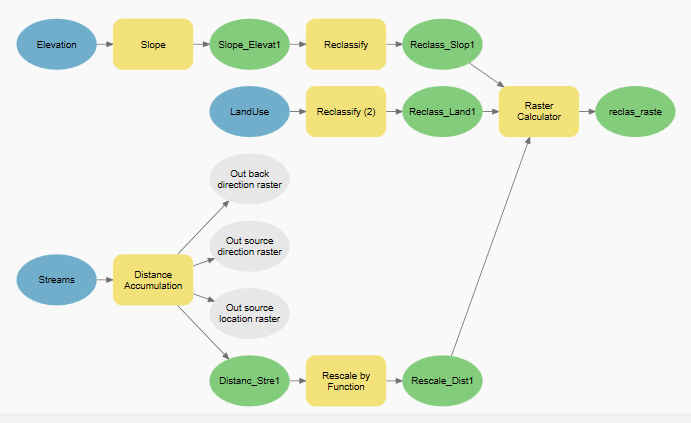 Elevation
Slope
Slope_Elevat1
Reclassify
Reclass_Slop1
LandUse
Reclassify (2)
Reclass_Land1
Raster
Calculator
reclas_raste
Out back
direction raster
Out source
direction raster
Streams
Distance
Accumulation
Out source
location raster
Distanc_Stre1
Rescale by
Function
Rescale_Dist1